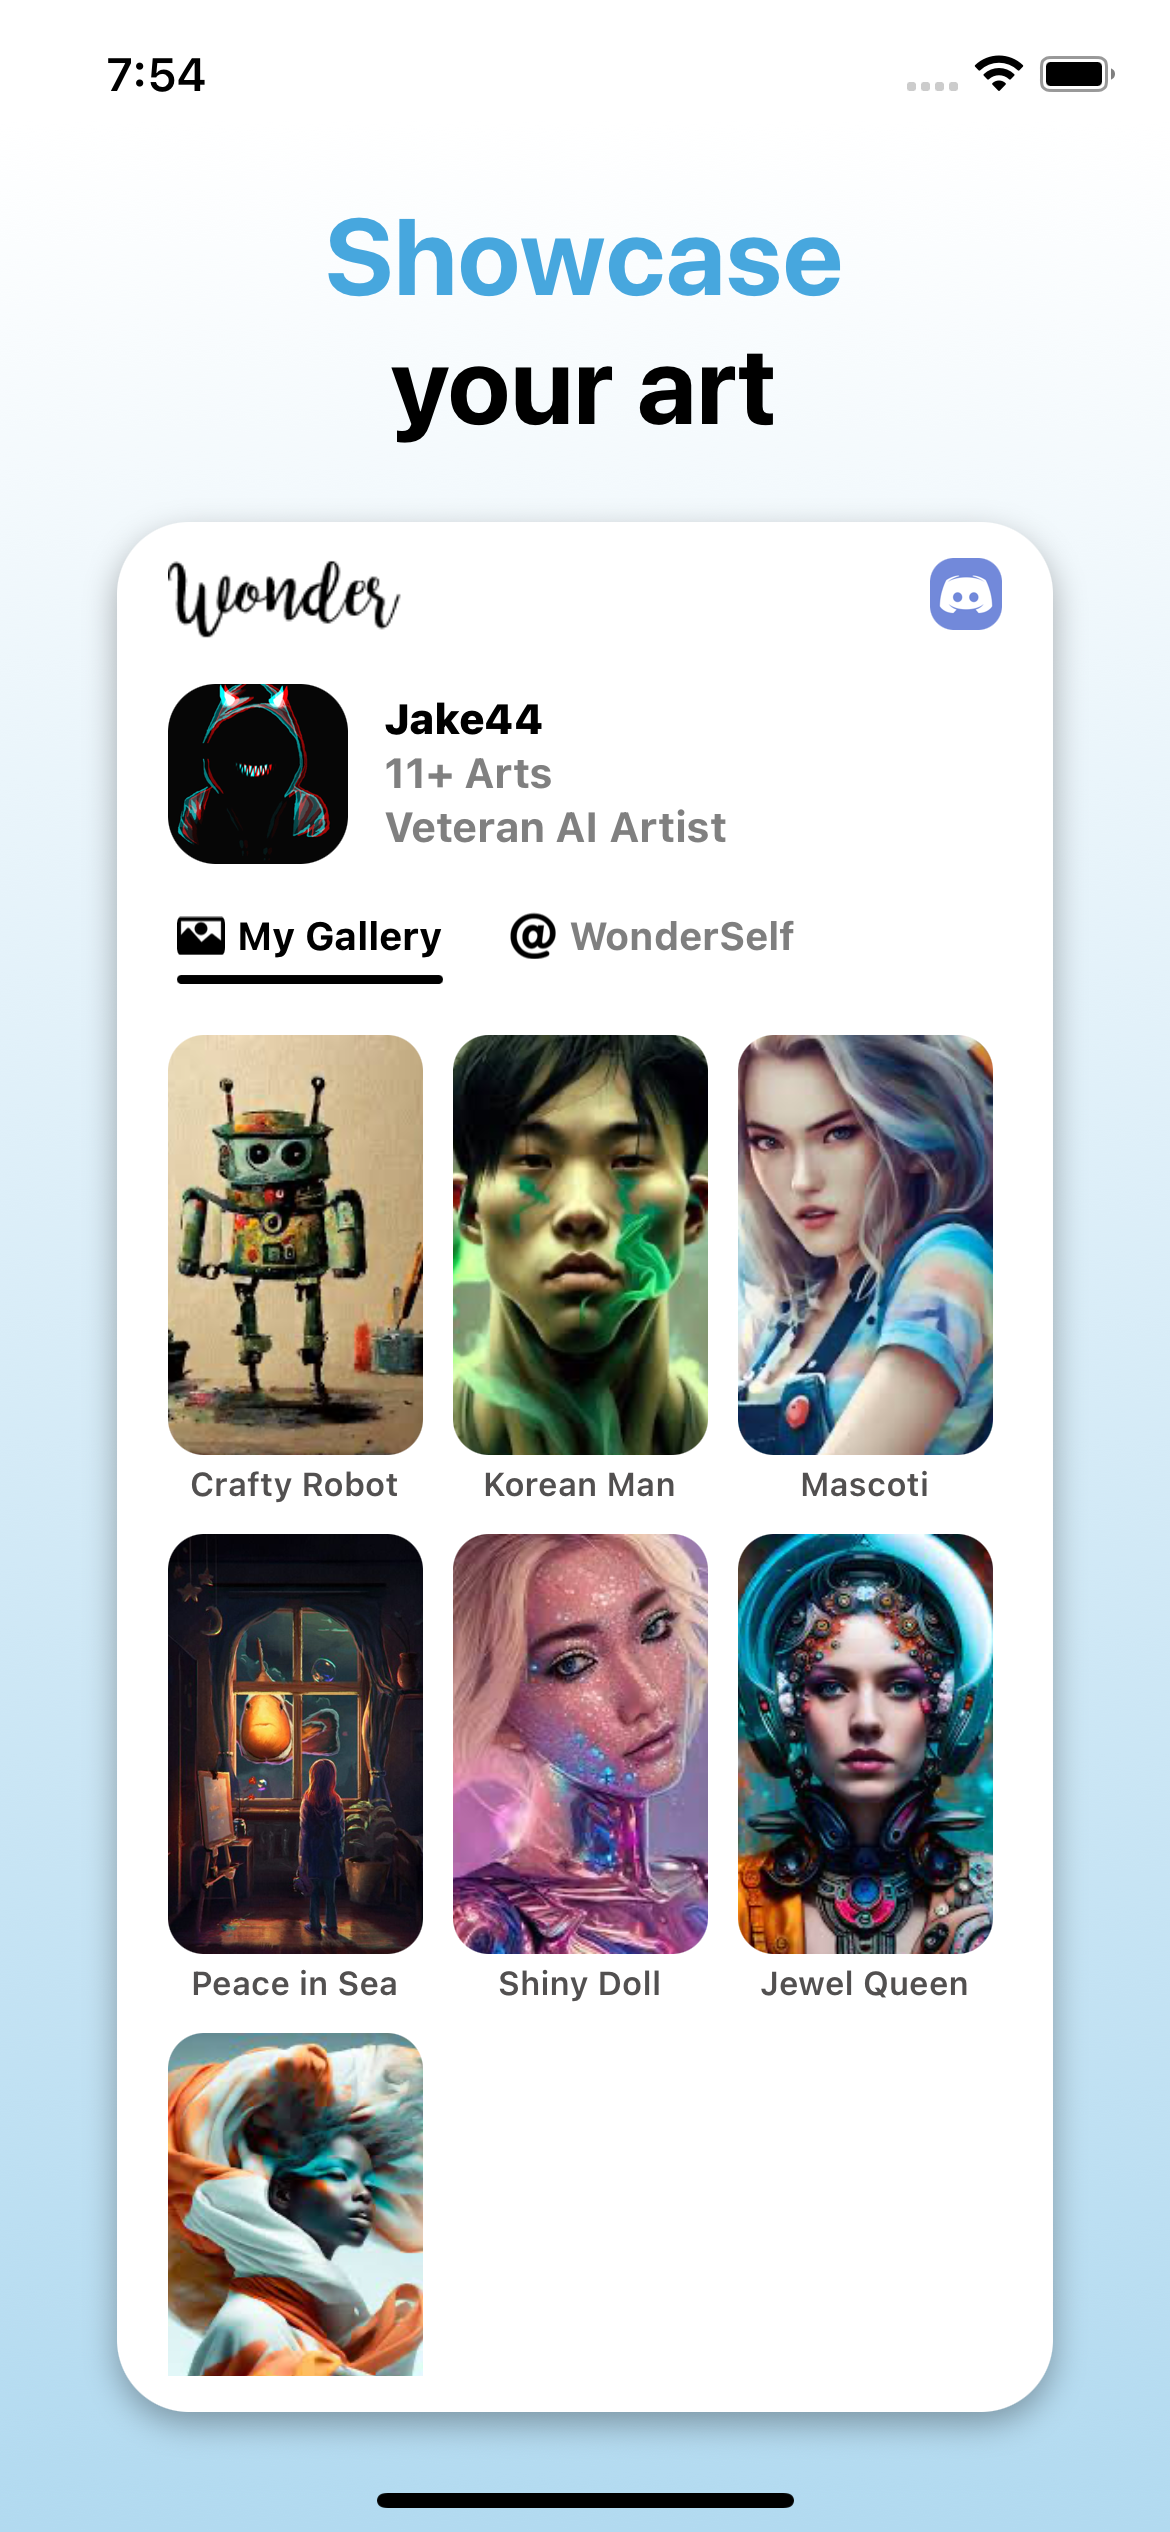 7:54
Showcase
your art
Wonder
Jake44
11+ Arts
Veteran AI Artist
My Gallery
@ WonderSelf
Crafty Robot
Korean Man
Mascoti
Peace in Sea
Shiny Doll
Jewel Queen